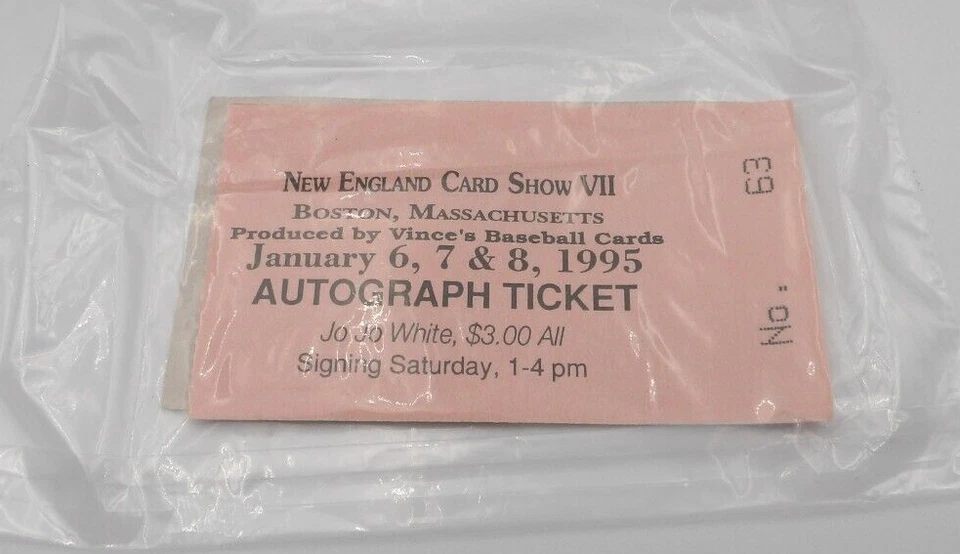 New England Card Show VII
Boston, Massachusetts
Produced by Vince's Baseball Cards
January 6, 7 & 8, 1995
AUTOGRAPH TICKET
Jo Jo White, $3.00 All
Signing Saturday, 1-4 pm
No. 63